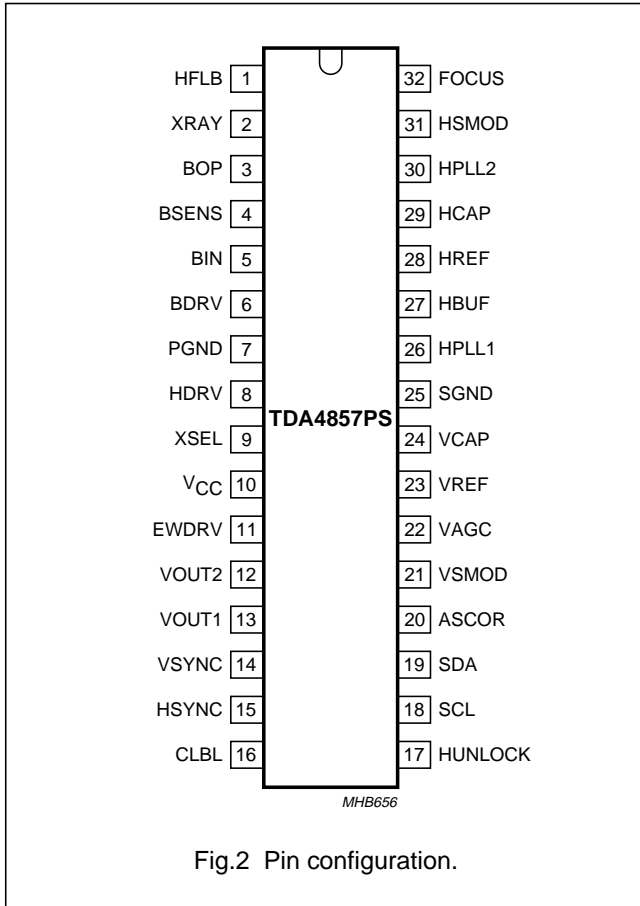 HFLB 1 32 FOCUS
XRAY 2 31 HSMOD
BOP 3 30 HPLL2
BSENS 4 29 HCAP
BIN 5 28 HREF
BDRV 6 27 HBUF
PGND 7 26 HPLL1
HDRV 8 25 SGND
TDA4857PS
XSEL 9 24 VCAP
VCC 10 23 VREF
EWDRV 11 22 VAGC
VOUT2 12 21 VSMOD
VOUT1 13 20 ASCOR
VSYNC 14 19 SDA
HSYNC 15 18 SCL
CLBL 16 17 HUNLOCK
MHB656
Fig.2 Pin configuration.